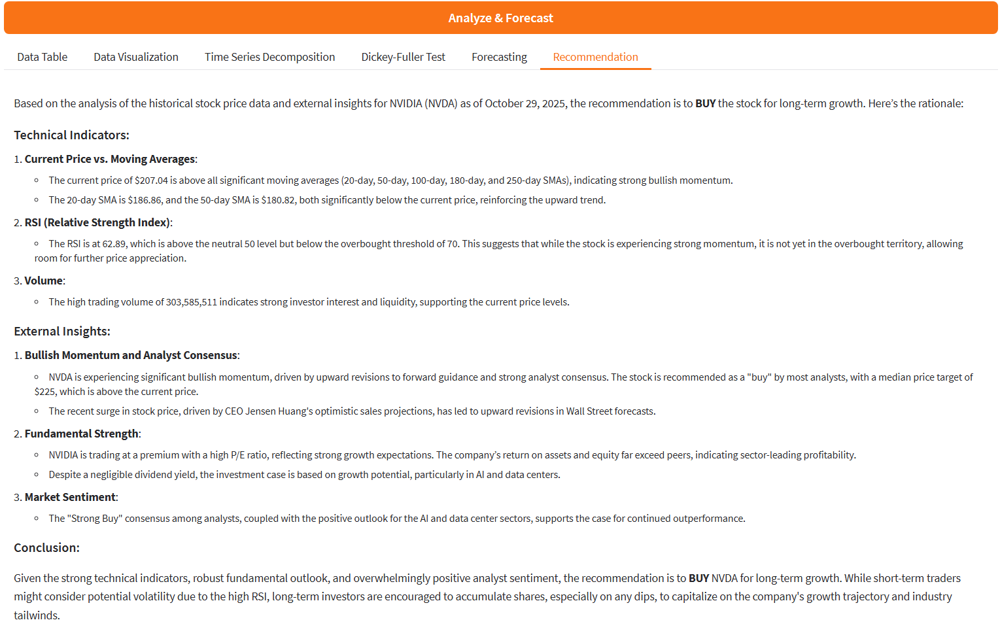 Analyze & Forecast
Data Table Data Visualization Time Series Decomposition Dickey-Fuller Test Forecasting Recommendation
Based on the analysis of the historical stock price data and external insights for NVIDIA (NVDA) as of October 29, 2025, the recommendation is to BUY the stock for long-term growth. Here’s the rationale:
Technical Indicators:
1. Current Price vs. Moving Averages:
◦ The current price of $207.04 is above all significant moving averages (20-day, 50-day, 100-day, 180-day, and 250-day SMAs), indicating strong bullish momentum.
◦ The 20-day SMA is $186.86, and the 50-day SMA is $180.82, both significantly below the current price, reinforcing the upward trend.
2. RSI (Relative Strength Index):
◦ The RSI is at 62.89, which is above the neutral 50 level but below the overbought threshold of 70. This suggests that while the stock is experiencing strong momentum, it is not yet in the overbought territory, allowing
room for further price appreciation.
3. Volume:
◦ The high trading volume of 303,585,511 indicates strong investor interest and liquidity, supporting the current price levels.
External Insights:
1. Bullish Momentum and Analyst Consensus:
◦ NVDA is experiencing significant bullish momentum, driven by upward revisions to forward guidance and strong analyst consensus. The stock is recommended as a "buy" by most analysts, with a median price target of
$225, which is above the current price.
◦ The recent surge in stock price, driven by CEO Jensen Huang's optimistic sales projections, has led to upward revisions in Wall Street forecasts.
2. Fundamental Strength:
◦ NVIDIA is trading at a premium with a high P/E ratio, reflecting strong growth expectations. The company’s return on assets and equity far exceed peers, indicating sector-leading profitability.
◦ Despite a negligible dividend yield, the investment case is based on growth potential, particularly in AI and data centers.
3. Market Sentiment:
◦ The "Strong Buy" consensus among analysts, coupled with the positive outlook for the AI and data center sectors, supports the case for continued outperformance.
Conclusion:
Given the strong technical indicators, robust fundamental outlook, and overwhelmingly positive analyst sentiment, the recommendation is to BUY NVDA for long-term growth. While short-term traders
might consider potential volatility due to the high RSI, long-term investors are encouraged to accumulate shares, especially on any dips, to capitalize on the company's growth trajectory and industry
tailwinds.